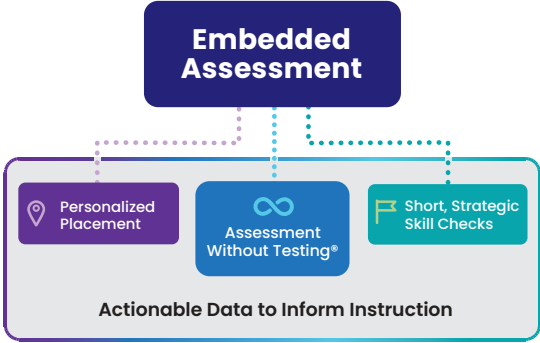 Embedded
Assessment
Personalized
Placement
Assessment
Without Testing®
Short, Strategic
Skill Checks
Actionable Data to Inform Instruction